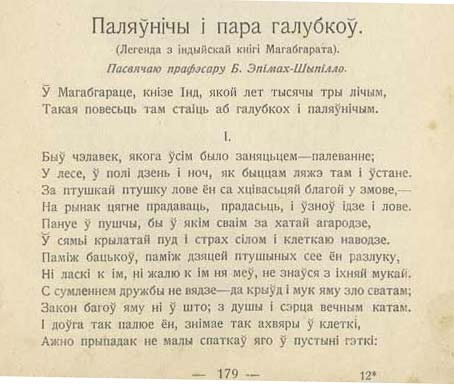 Паляўнічы і пара галубкоў.
(Легенда з індыйскай кнігі Магабгарата).
Пасвячаю прафэсару Б. Эпімах-Шыпілло.
Ў Магабгараце, кнізе Інд, якой лет тысячы тры лічым,
Такая повесьць там стаіць аб галубкох і паляўнічым.
I.
Быў чэлавек, якога ўсім было заняцьцем—палеванне;
У лесе, ў полі дзень і ноч, як быццам ляжэ там і ўстане.
За птушкай птушку лове ён са хцівасьцяй благой у змове,—
На рынак цягне прадаваць, прадасьць, і ўзноў ідзе і лове.
Пануе ў пушчы, бы ў якім сваім за хатай агародзе,
Ў сямьі крылатай пуд і страх сілом і клеткаю наводзе.
Паміж бацькоў, паміж дзяцей птушыных сее ён разлуку,
Ні ласкі к ім, ні жалю к ім ня меў, не знаўся з іхняй мукай.
С сумленнем дружбы не вядзе—да крыўд і мук яму зло сватам;
Закон багоў яму ні ў што; з душы і сэрца вечным катам.
І доўга так палюе ён, знімае так ахвяры ў клеткі,
Ажно прыпадак не малы спаткаў яго ў пустыні гэткі:
— 179 — 12*